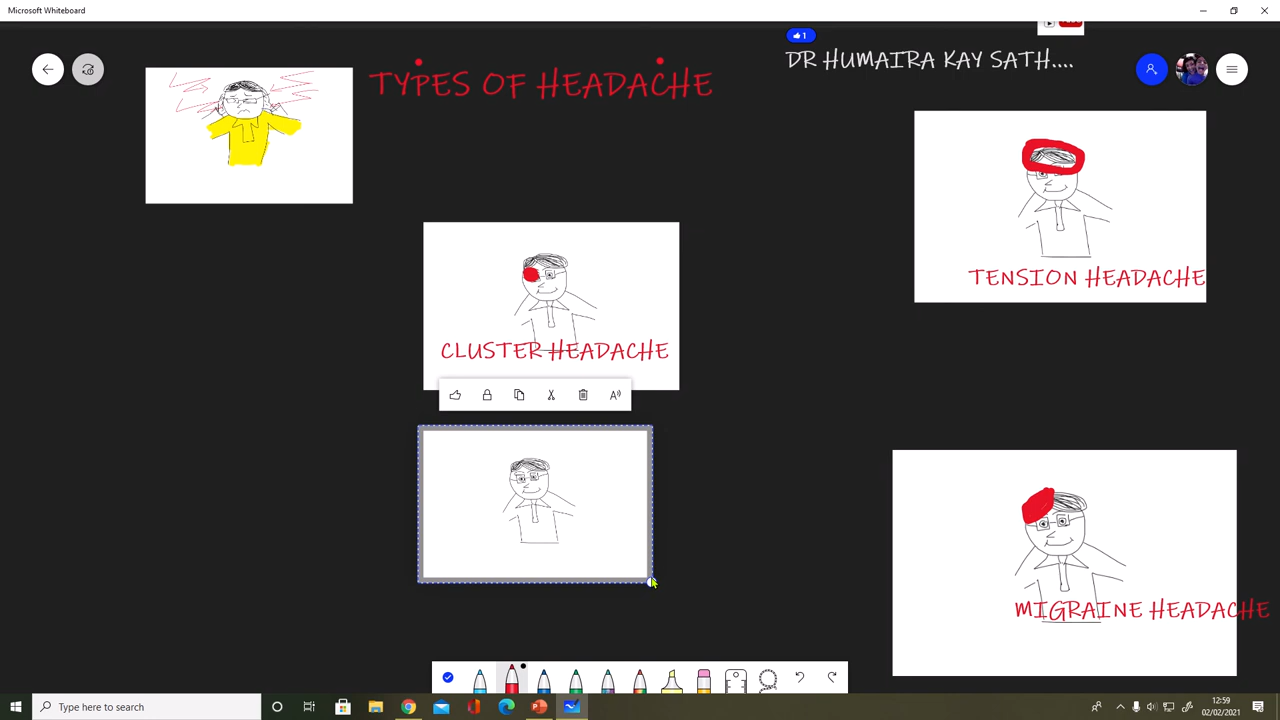 Microsoft Whiteboard
1
DR HUMAIRA KAY SATH....
TYPES OF HEADACHE
TENSION HEADACHE
CLUSTER HEADACHE
MIGRAINE HEADACHE
Type here to search
12:59
02/02/2021